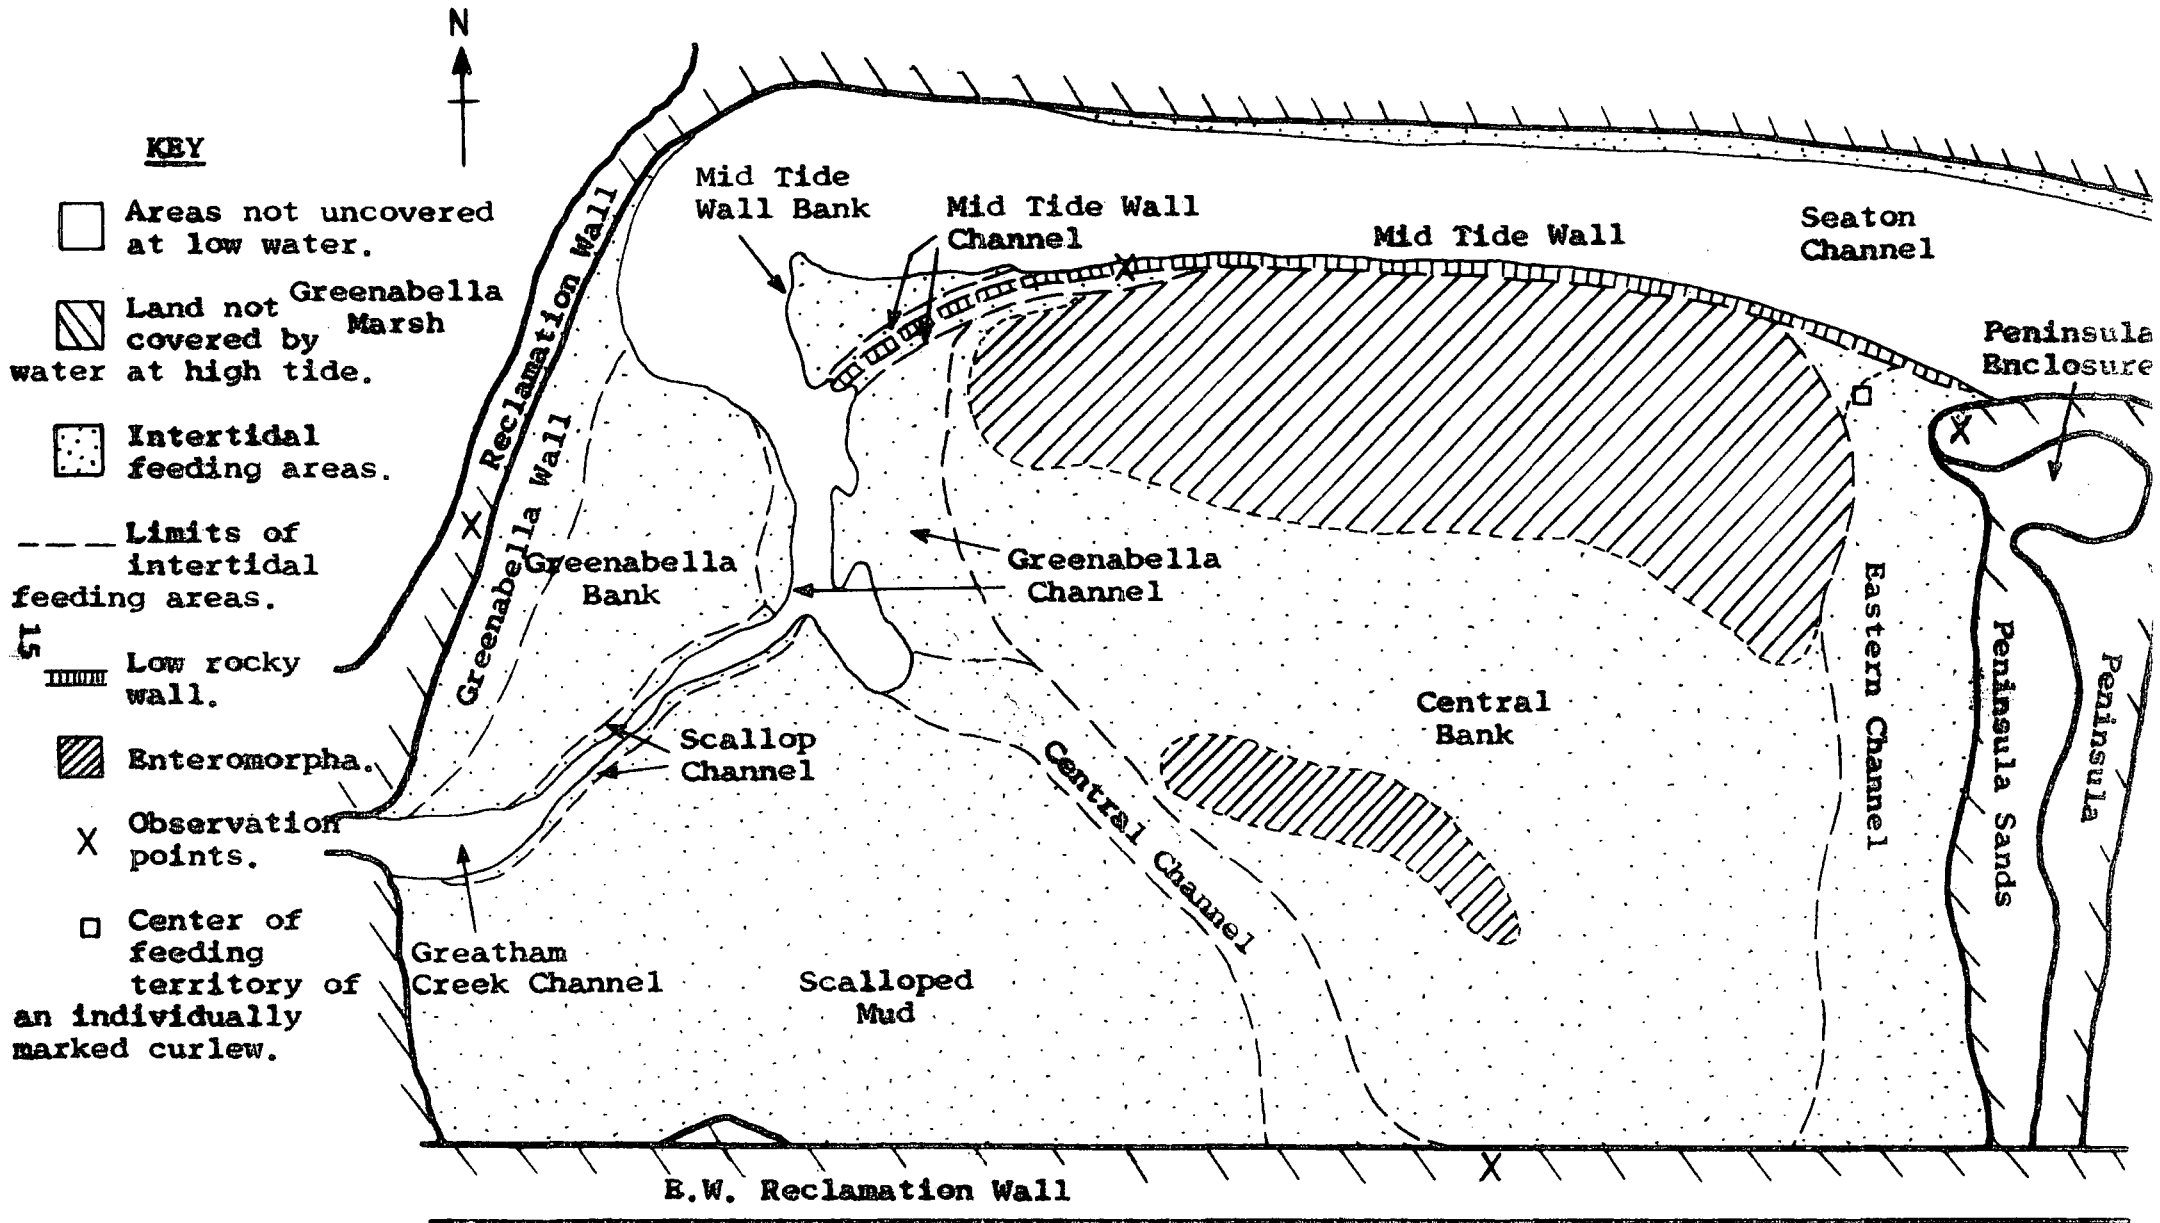 N
KEY
Areas not uncovered
at low water.
Land not
covered by
water at high tide.
Intertidal
feeding areas.
Limits of
intertidal
feeding areas.
15
Low rocky
wall.
Enteromorpha.
X
Observation
points.
Center of
feeding
territory of
an individually
marked curlew.
Greenabella
Marsh
Reclamation Wall
Greenabella Wall
Mid Tide
Wall Bank
Mid Tide Wall
Channel
Mid Tide Wall
Seaton
Channel
Peninsula
Enclosure
X
X
X
Greenabella
Bank
Greenabella
Channel
Scallop
Channel
Central
Bank
Central Channel
Eastern Channel
Peninsula Sands
Peninsula
Greatham
Creek Channel
Scalloped
Mud
X
E.W. Reclamation Wall